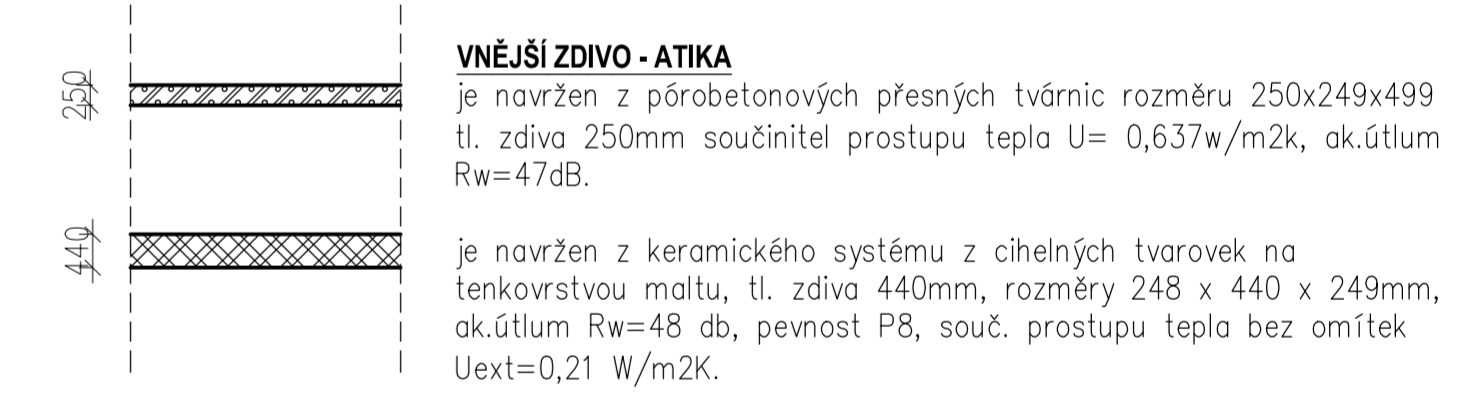 VNĚJŠÍ ZDIVO - ATIKA
250
je navržen z pórobetonových přesných tvárnic rozměru 250x249x499
tl. zdiva 250mm součinitel prostupu tepla U= 0,637w/m2k, ak.útlum
Rw=47dB.
440
je navržen z keramického systému z cihelných tvarovek na
tenkovrstvou maltu, tl. zdiva 440mm, rozměry 248 x 440 x 249mm,
ak.útlum Rw=48 db, pevnost P8, souč. prostupu tepla bez omítek
Uext=0,21 W/m2K.